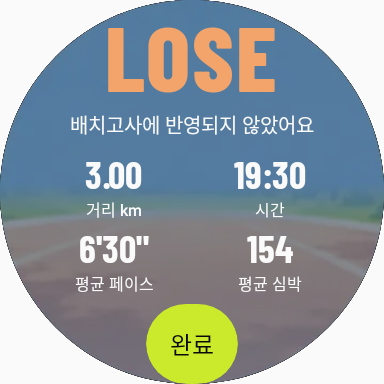 LOSE
배치고사에 반영되지 않았어요
3.00 19:30
거리 km 시간
6'30" 154
평균 페이스 평균 심박
완료